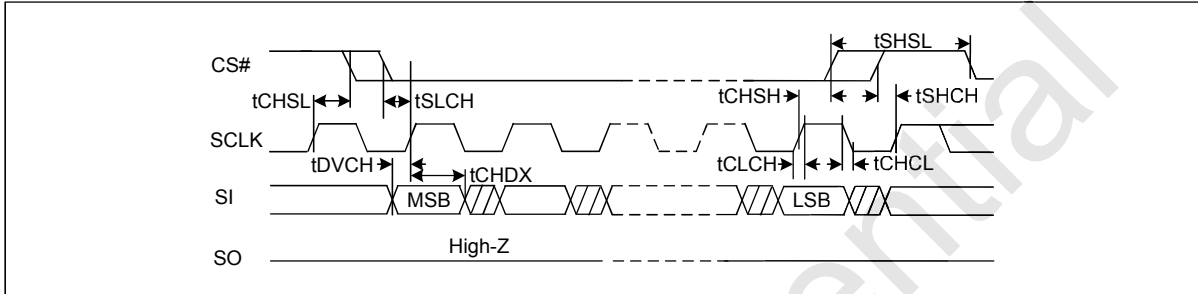 CS#
tSHSL
tCHSL
tSLCH
tCHSH
tSHCH
SCLK
tDVCH
tCHDX
tCLCH
tCHCL
SI
MSB
LSB
SO
High-Z